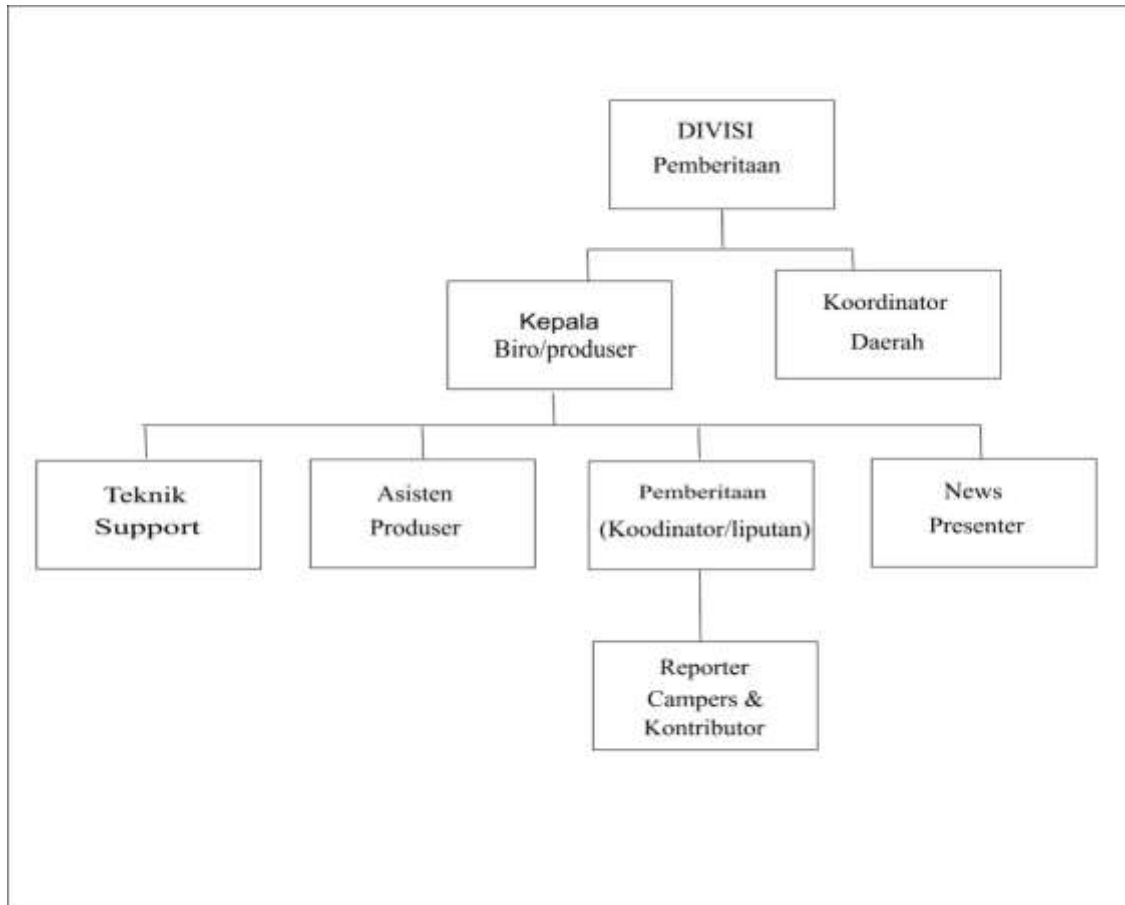 DIVISI
Pemberitaan
Kepala
Biro/produser
Koordinator
Daerah
Teknik
Support
Asisten
Produser
Pemberitaan
(Koodinator/liputan)
News
Presenter
Reporter
Campers &
Kontributor